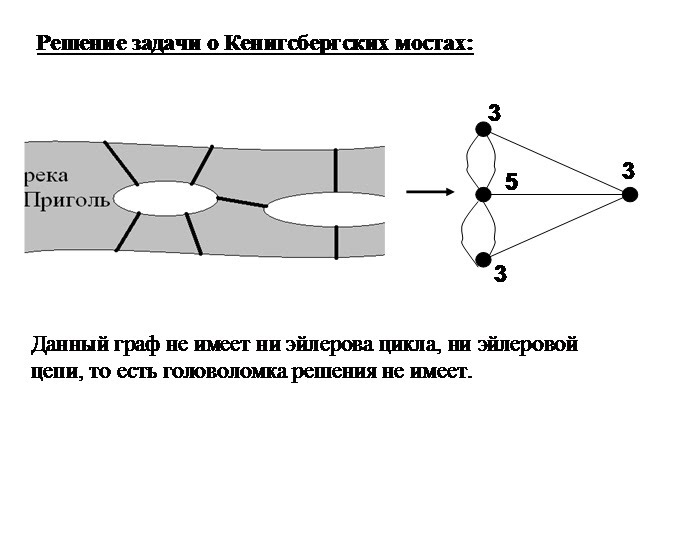 Решение задачи о Кенигсбергских мостах:
река
Приголь
3
5
3
3
Данный граф не имеет ни эйлерова цикла, ни эйлеровой
цепи, то есть головоломка решения не имеет.